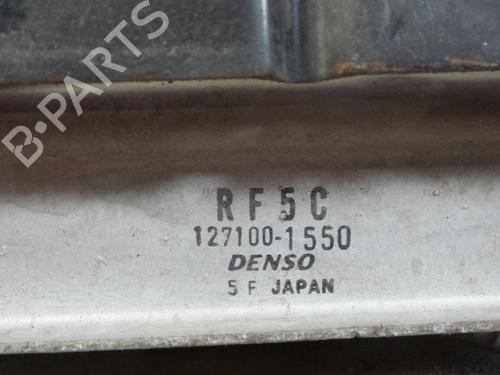 B-PARTS
RF5C
127100-1550
DENSO
5 F JAPAN